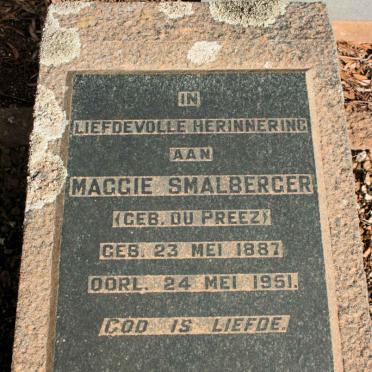 IN
LIEFDEVOLLE HERINNERING
AAN
MAGGIE SMALBERGER
(GEB. DU PREEZ)
GEB. 23 MEI 1887
OORL. 24 MEI 1951.
GOD IS LIEFDE.